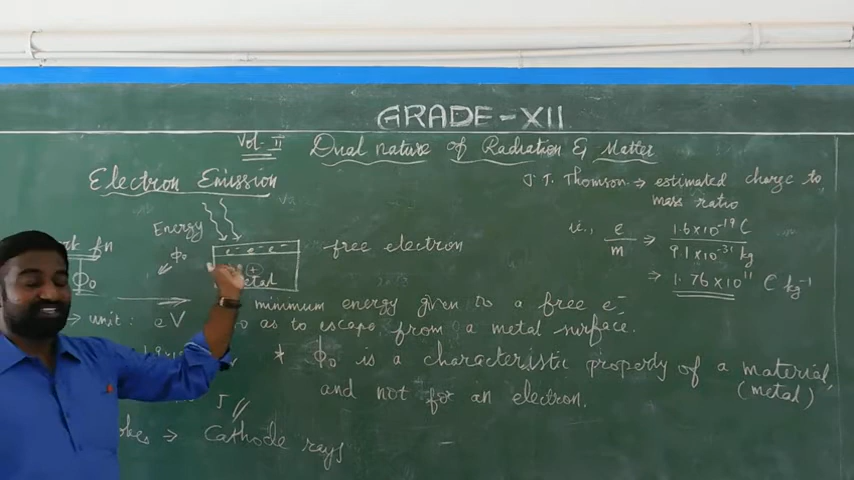 GRADE-XII
Vol-II Dual nature of Radiation & Matter
Electron Emission
J. J. Thomson → estimated charge to
mass ratio
i.e., e/m ⇒ 1.6×10⁻¹⁹ C / 9.1×10⁻³¹ kg
⇒ 1.76×10¹¹ C kg⁻¹
Energy
ϕ₀
e⁻ e⁻ e⁻
+
free electron
fn
ϕ₀
minimum energy given to a free e⁻
→ unit: eV
so as to escape from a metal surface.
* ϕ₀ is a characteristic property of a material,
(metal)
and not for an electron.
J
→ Cathode rays